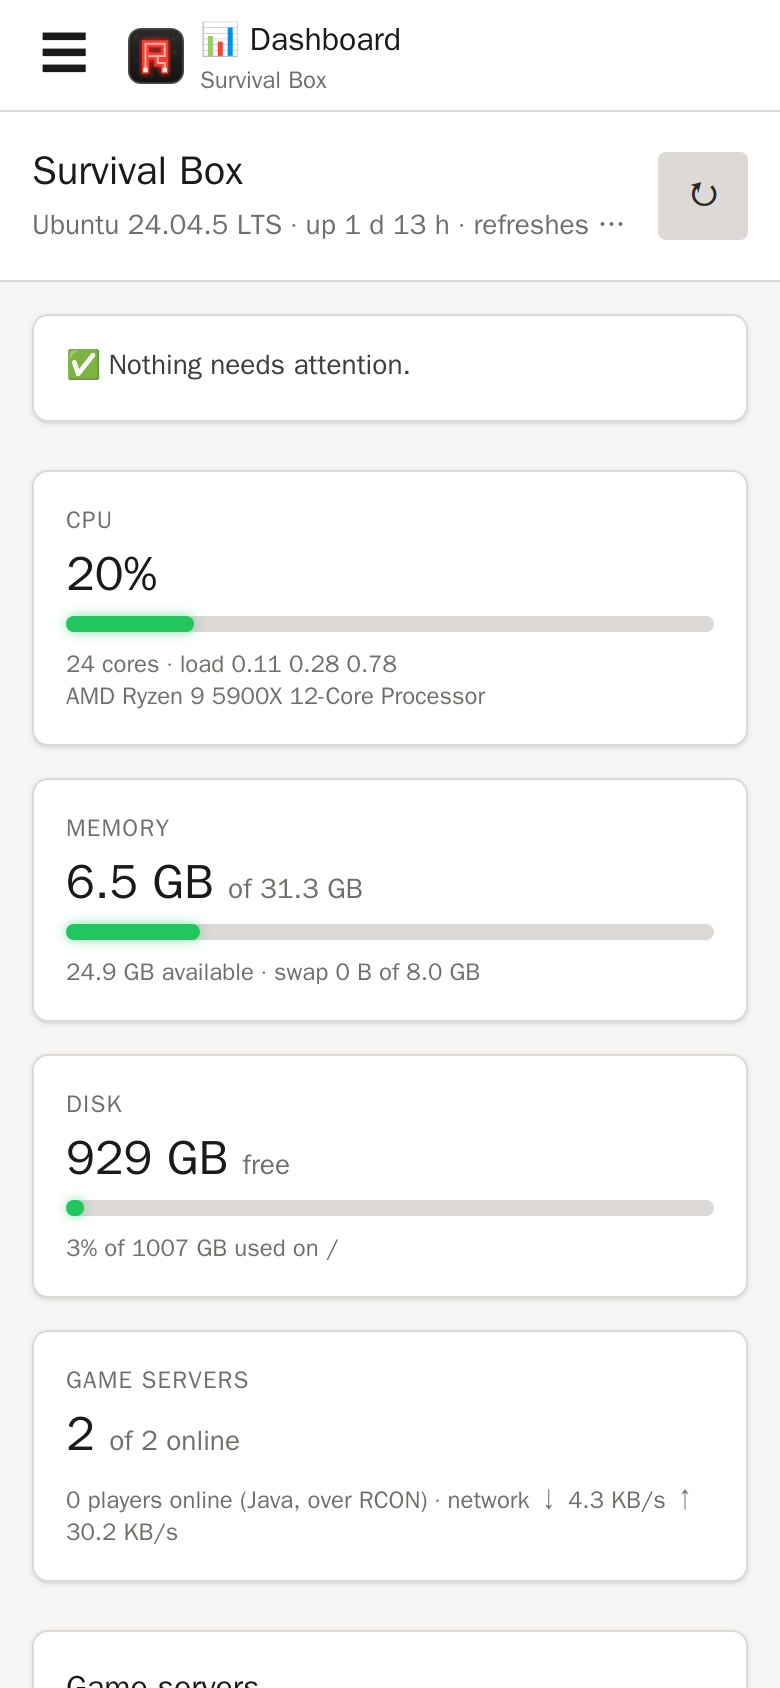 📊 Dashboard
Survival Box
Survival Box
Ubuntu 24.04.5 LTS · up 1 d 13 h · refreshes ···
✅ Nothing needs attention.
CPU
20%
24 cores · load 0.11 0.28 0.78
AMD Ryzen 9 5900X 12-Core Processor
MEMORY
6.5 GB of 31.3 GB
24.9 GB available · swap 0 B of 8.0 GB
DISK
929 GB free
3% of 1007 GB used on /
GAME SERVERS
2 of 2 online
0 players online (Java, over RCON) · network ↓ 4.3 KB/s ↑
30.2 KB/s
Game servers